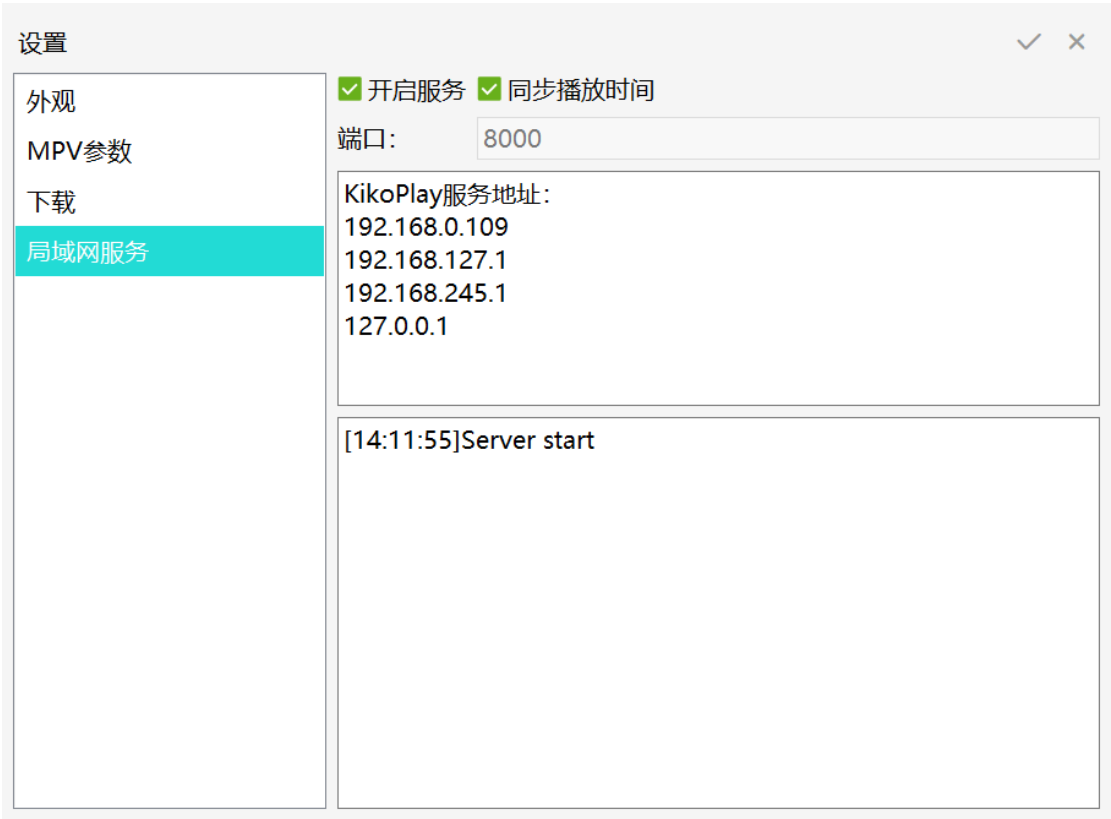 设置
外观
MPV参数
下载
局域网服务
开启服务 同步播放时间
端口： 8000
KikoPlay服务地址：
192.168.0.109
192.168.127.1
192.168.245.1
127.0.0.1
[14:11:55]Server start